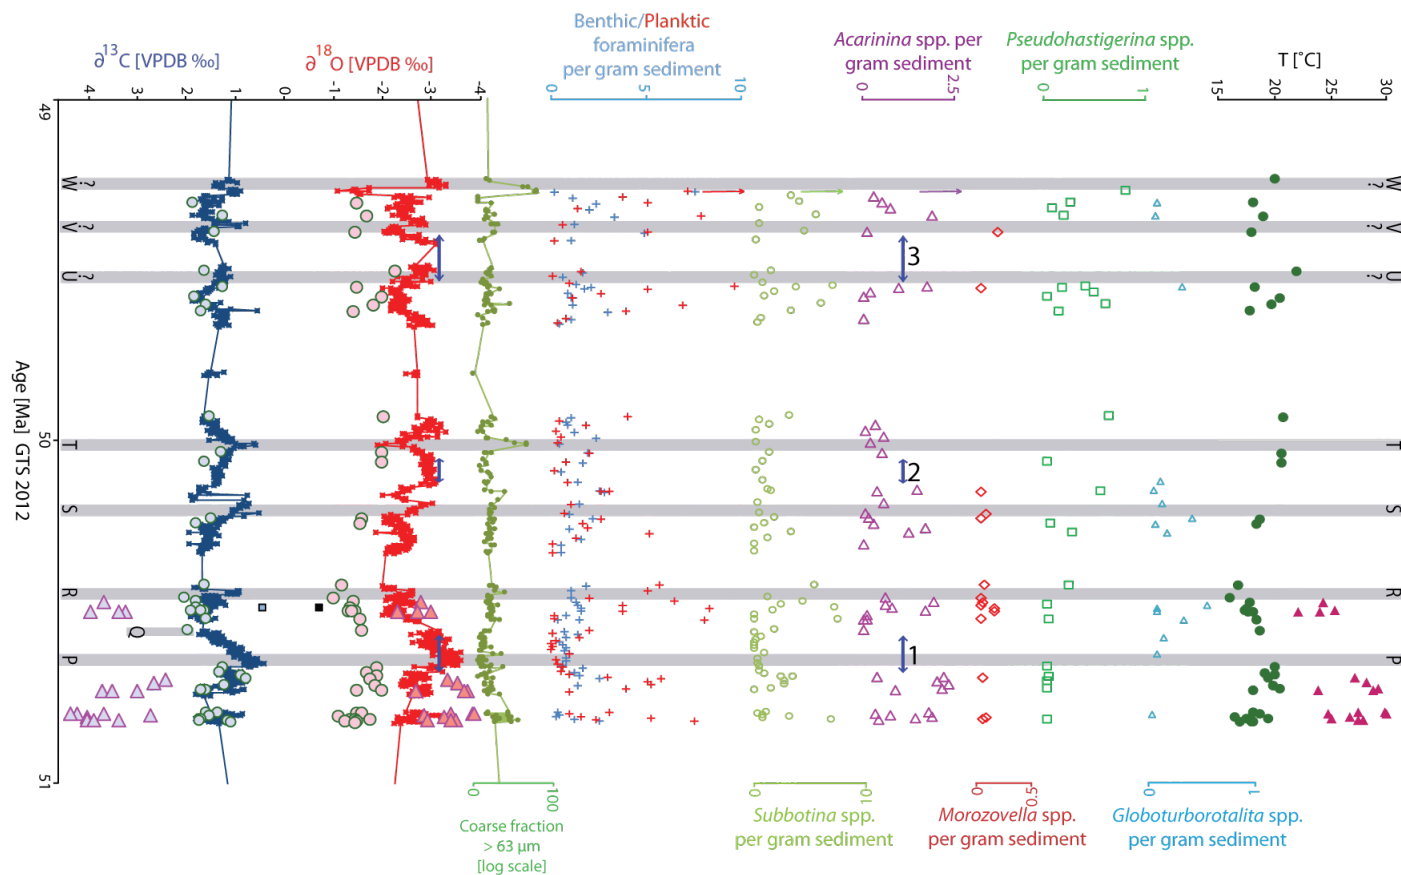 ∂13C [VPDB ‰]
∂18O [VPDB ‰]
Benthic/Planktic
foraminifera
per gram sediment
Acarinina spp. per
gram sediment
Pseudohastigerina spp.
per gram sediment
T [˚C]
4 3 2 1 0 -1 -2 -3 -4
0 5 10
0 2.5
0 1
15 20 25 30
49
W ?
W ?
V ?
V ?
3
U ?
U ?
Age [Ma] GTS 2012
50
T
T
2
S
S
R
R
Q
1
P
P
51
0 100
0 10
0 0.5
0 1
Coarse fraction
> 63 μm
[log scale]
Subbotina spp.
per gram sediment
Morozovella spp.
per gram sediment
Globoturborotalita spp.
per gram sediment